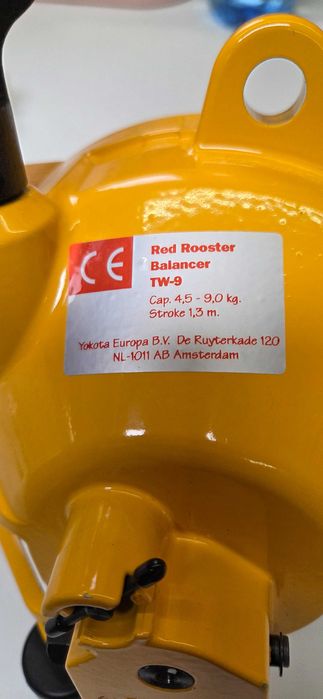 CE
Red Rooster
Balancer
TW-9
Cap. 4,5 - 9,0 kg.
Stroke 1,3 m.
Yokota Europa B.V. De Ruyterkade 120
NL-1011 AB Amsterdam